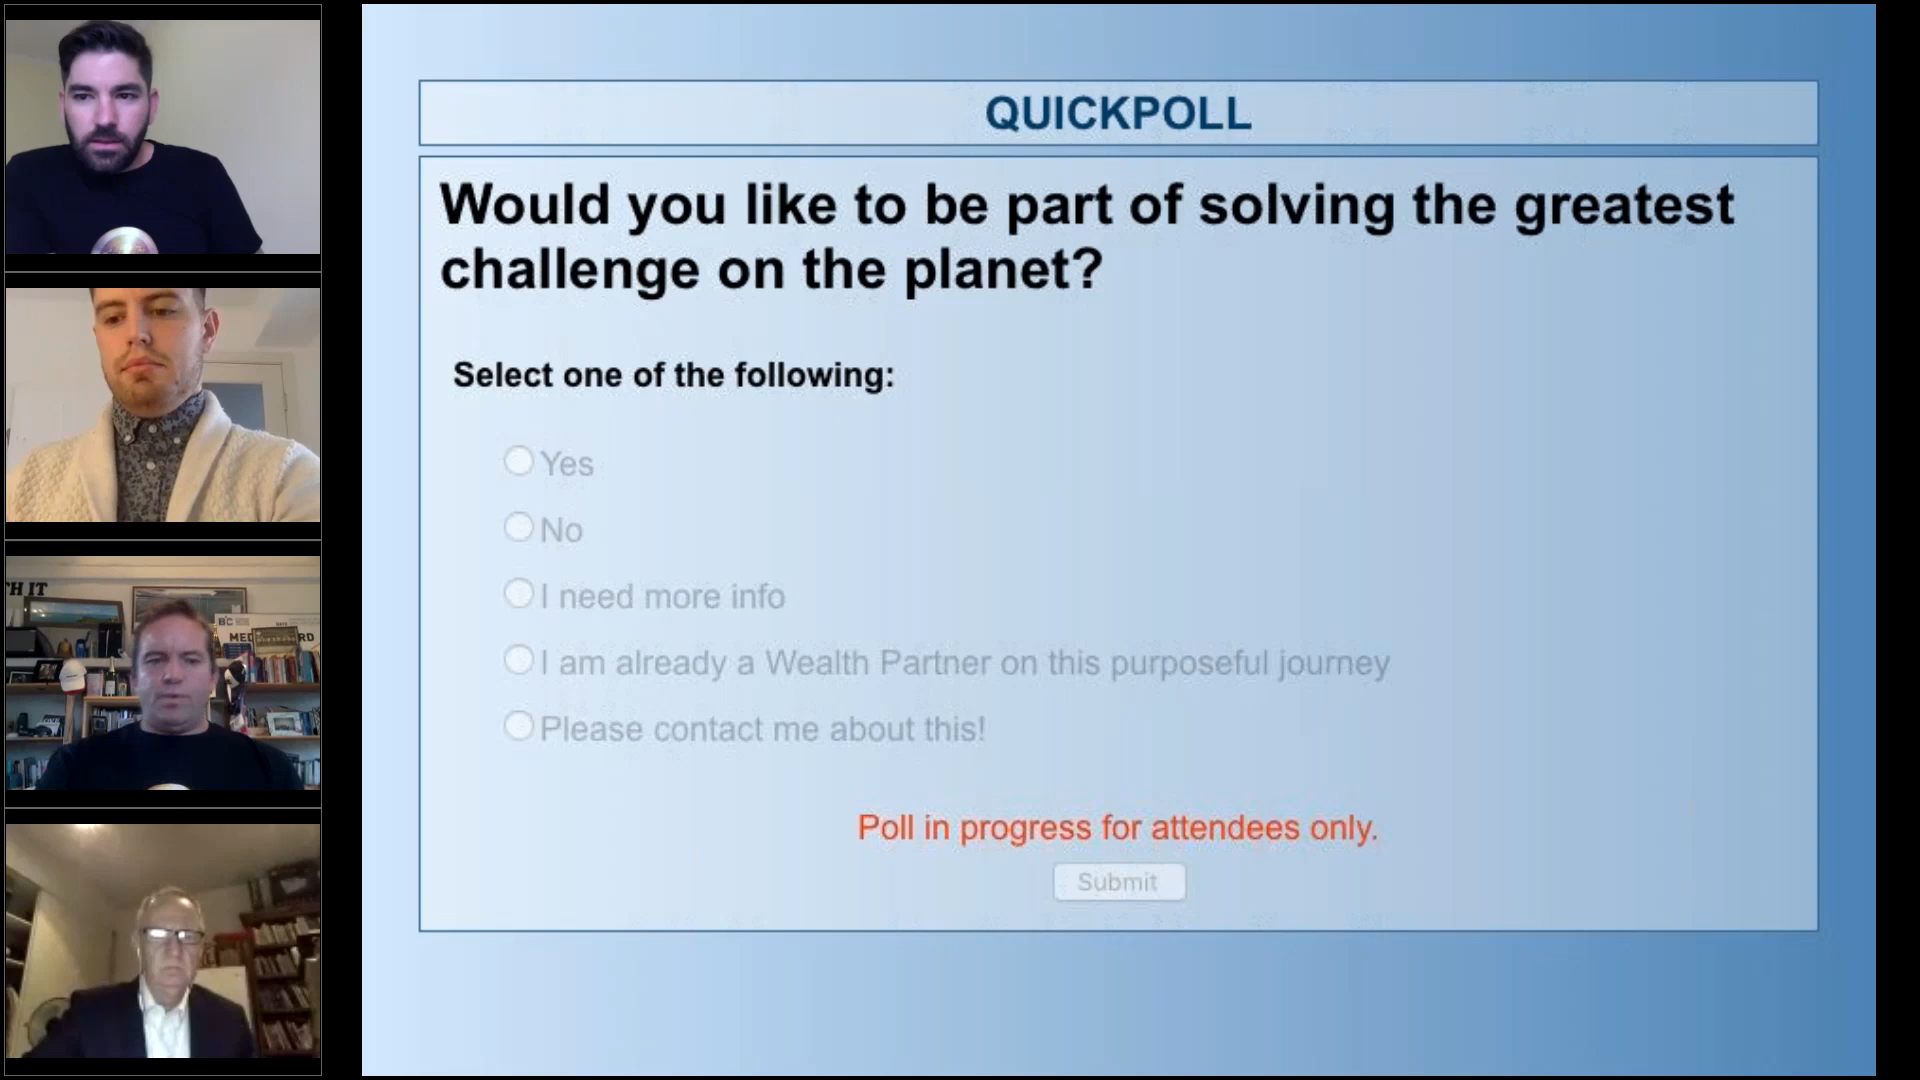 QUICKPOLL
Would you like to be part of solving the greatest
challenge on the planet?
Select one of the following:
Yes
No
I need more info
I am already a Wealth Partner on this purposeful journey
Please contact me about this!
Poll in progress for attendees only.
Submit
TH IT